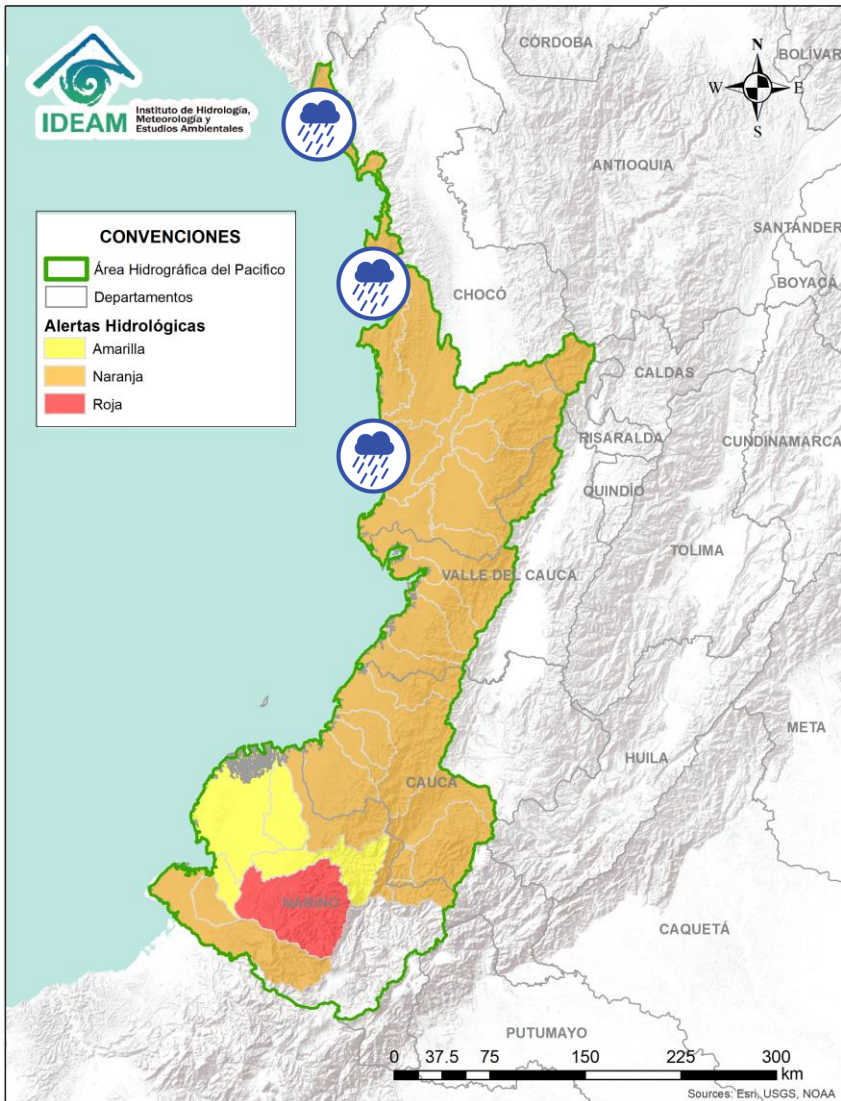 IDEAM
Instituto de Hidrología,
Meteorología y
Estudios Ambientales
CÓRDOBA
BOLÍVAR
N
W
E
S
ANTIOQUIA
SANTANDER
CONVENCIONES
Área Hidrográfica del Pacifico
Departamentos
Alertas Hidrológicas
Amarilla
Naranja
Roja
BOYACÁ
CHOCÓ
CALDAS
RISARALDA
CUNDINAMARCA
QUINDÍO
TOLIMA
VALLE DEL CAUCA
META
HUILA
CAUCA
NARIÑO
CAQUETÁ
PUTUMAYO
0 37.5 75 150 225 300
km
Sources: Esri, USGS, NOAA